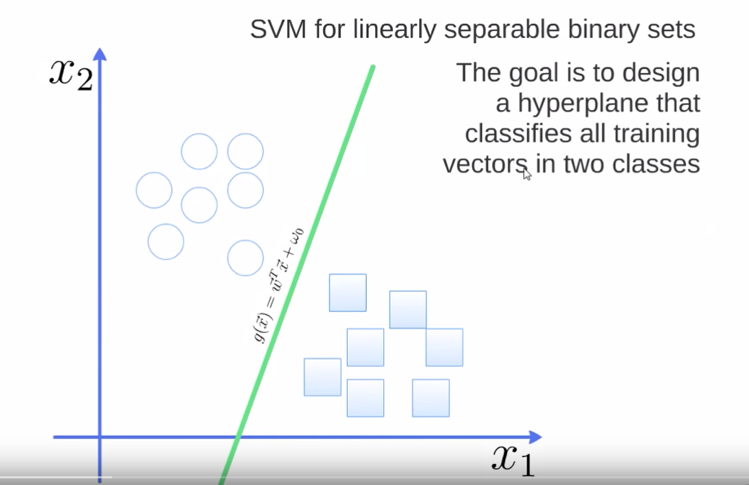 SVM for linearly separable binary sets
The goal is to design
a hyperplane that
classifies all training
vectors in two classes
x₂
g(x⃗) = w⃗ᵀx⃗ + ω₀
x₁